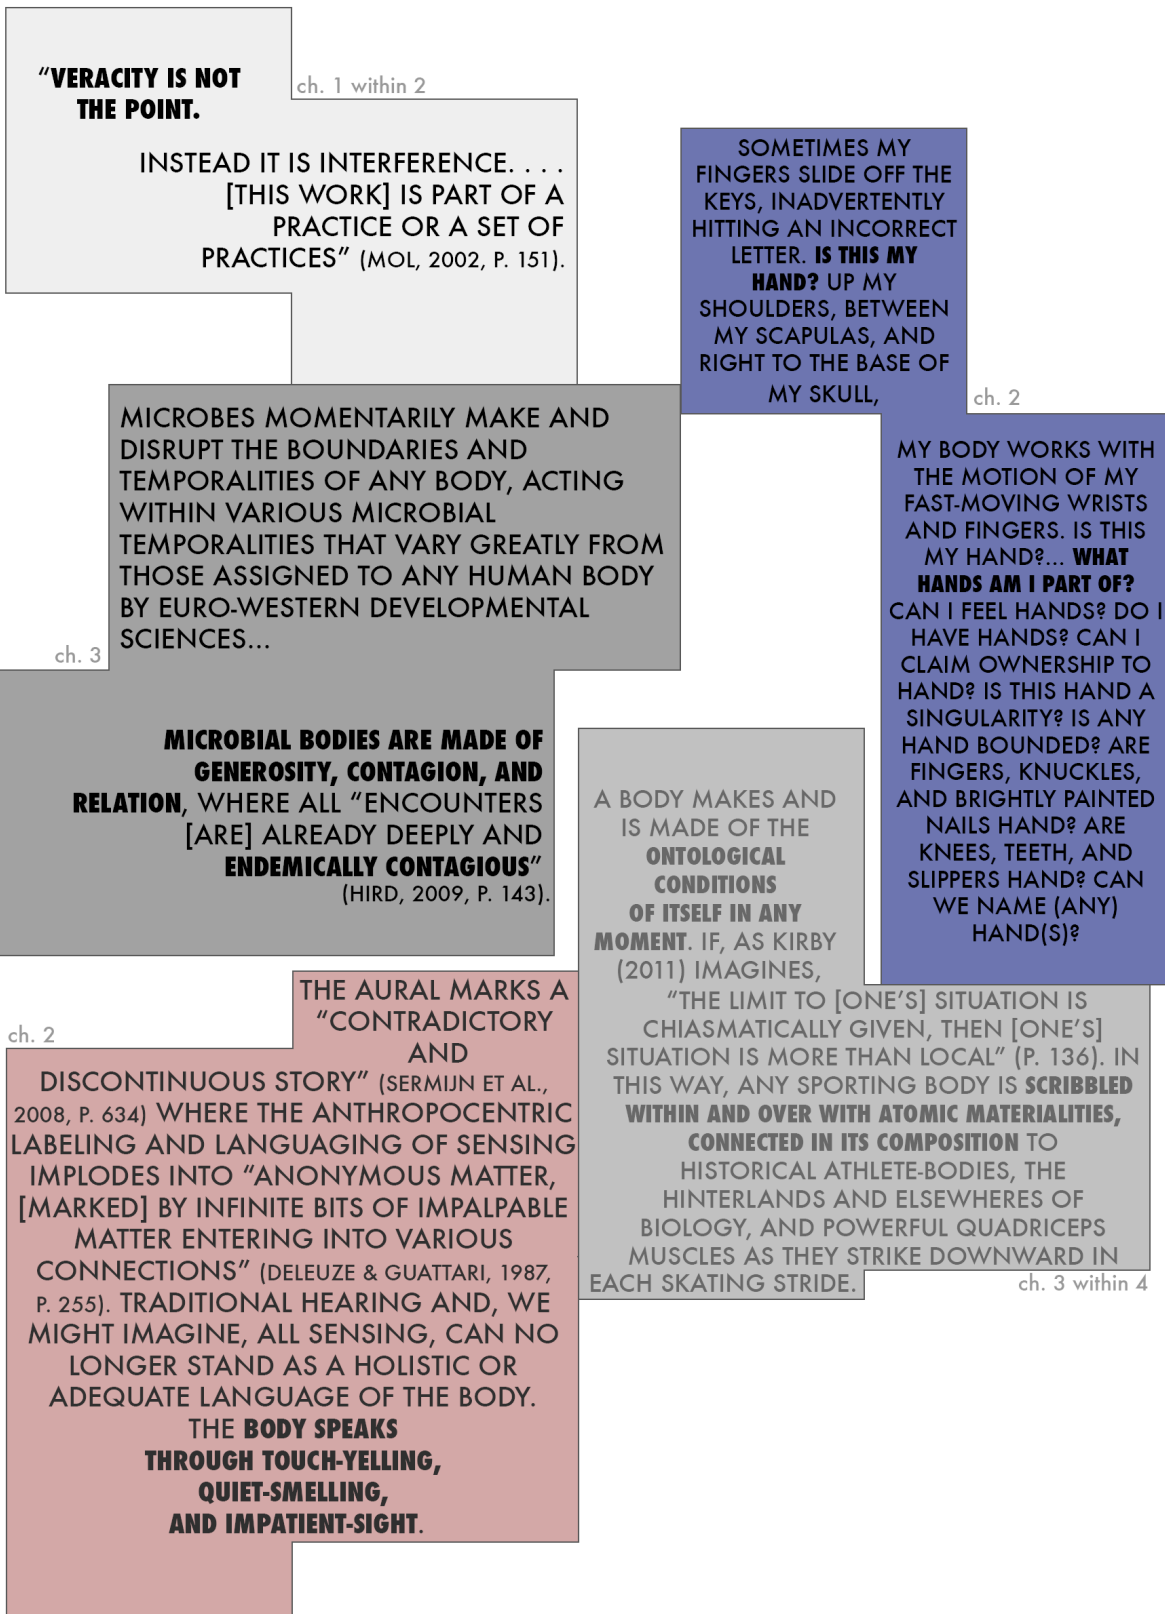 “VERACITY IS NOT
THE POINT.
ch. 1 within 2
INSTEAD IT IS INTERFERENCE. . . .
[THIS WORK] IS PART OF A
PRACTICE OR A SET OF
PRACTICES” (MOL, 2002, P. 151).
SOMETIMES MY
FINGERS SLIDE OFF THE
KEYS, INADVERTENTLY
HITTING AN INCORRECT
LETTER. IS THIS MY
HAND? UP MY
SHOULDERS, BETWEEN
MY SCAPULAS, AND
RIGHT TO THE BASE OF
MY SKULL,
ch. 2
MY BODY WORKS WITH
THE MOTION OF MY
FAST-MOVING WRISTS
AND FINGERS. IS THIS
MY HAND?... WHAT
HANDS AM I PART OF?
CAN I FEEL HANDS? DO I
HAVE HANDS? CAN I
CLAIM OWNERSHIP TO
HAND? IS THIS HAND A
SINGULARITY? IS ANY
HAND BOUNDED? ARE
FINGERS, KNUCKLES,
AND BRIGHTLY PAINTED
NAILS HAND? ARE
KNEES, TEETH, AND
SLIPPERS HAND? CAN
WE NAME (ANY)
HAND(S)?
MICROBES MOMENTARILY MAKE AND
DISRUPT THE BOUNDARIES AND
TEMPORALITIES OF ANY BODY, ACTING
WITHIN VARIOUS MICROBIAL
TEMPORALITIES THAT VARY GREATLY FROM
THOSE ASSIGNED TO ANY HUMAN BODY
BY EURO-WESTERN DEVELOPMENTAL
SCIENCES...
ch. 3
MICROBIAL BODIES ARE MADE OF
GENEROSITY, CONTAGION, AND
RELATION, WHERE ALL “ENCOUNTERS
[ARE] ALREADY DEEPLY AND
ENDEMICALLY CONTAGIOUS”
(HIRD, 2009, P. 143).
A BODY MAKES AND
IS MADE OF THE
ONTOLOGICAL
CONDITIONS
OF ITSELF IN ANY
MOMENT. IF, AS KIRBY
(2011) IMAGINES,
“THE LIMIT TO [ONE’S] SITUATION IS
CHIASMATICALLY GIVEN, THEN [ONE’S]
SITUATION IS MORE THAN LOCAL” (P. 136). IN
THIS WAY, ANY SPORTING BODY IS SCRIBBLED
WITHIN AND OVER WITH ATOMIC MATERIALITIES,
CONNECTED IN ITS COMPOSITION TO
HISTORICAL ATHLETE-BODIES, THE
HINTERLANDS AND ELSEWHERES OF
BIOLOGY, AND POWERFUL QUADRICEPS
MUSCLES AS THEY STRIKE DOWNWARD IN
EACH SKATING STRIDE.
ch. 3 within 4
THE AURAL MARKS A
“CONTRADICTORY
AND
ch. 2
DISCONTINUOUS STORY” (SERMIJN ET AL.,
2008, P. 634) WHERE THE ANTHROPOCENTRIC
LABELING AND LANGUAGING OF SENSING
IMPLODES INTO “ANONYMOUS MATTER,
[MARKED] BY INFINITE BITS OF IMPALPABLE
MATTER ENTERING INTO VARIOUS
CONNECTIONS” (DELEUZE & GUATTARI, 1987,
P. 255). TRADITIONAL HEARING AND, WE
MIGHT IMAGINE, ALL SENSING, CAN NO
LONGER STAND AS A HOLISTIC OR
ADEQUATE LANGUAGE OF THE BODY.
THE BODY SPEAKS
THROUGH TOUCH-YELLING,
QUIET-SMELLING,
AND IMPATIENT-SIGHT.